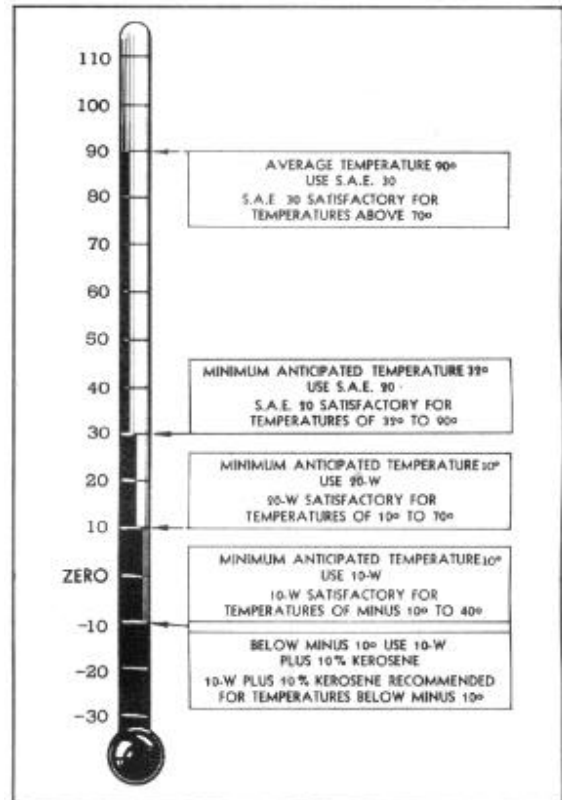 110
100
90
80
70
60
50
40
30
20
10
ZERO
-10
-20
-30
AVERAGE TEMPERATURE 90°
USE S.A.E. 30
S.A.E 30 SATISFACTORY FOR
TEMPERATURES ABOVE 70°
MINIMUM ANTICIPATED TEMPERATURE 32°
USE S.A.E. 20
S.A.E. 20 SATISFACTORY FOR
TEMPERATURES OF 32° TO 90°
MINIMUM ANTICIPATED TEMPERATURE 10°
USE 20-W
20-W SATISFACTORY FOR
TEMPERATURES OF 10° TO 70°
MINIMUM ANTICIPATED TEMPERATURE 10°
USE 10-W
10-W SATISFACTORY FOR
TEMPERATURES OF MINUS 10° TO 40°
BELOW MINUS 10° USE 10-W
PLUS 10% KEROSENE
10-W PLUS 10% KEROSENE RECOMMENDED
FOR TEMPERATURES BELOW MINUS 10°